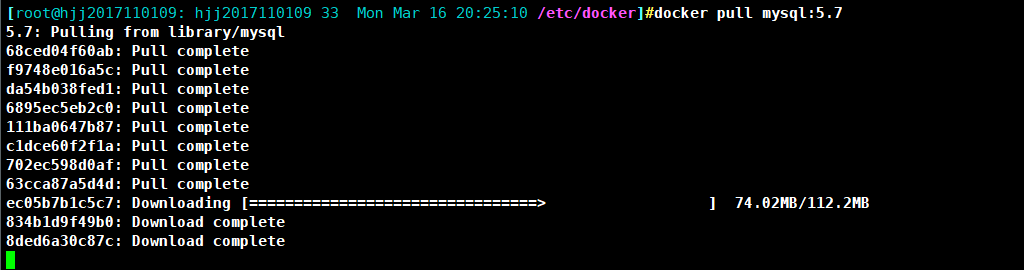 [root@hjj2017110109: hjj2017110109 33  Mon Mar 16 20:25:10 /etc/docker]#docker pull mysql:5.7
5.7: Pulling from library/mysql
68ced04f60ab: Pull complete
f9748e016a5c: Pull complete
da54b038fed1: Pull complete
6895ec5eb2c0: Pull complete
111ba0647b87: Pull complete
c1dce60f2f1a: Pull complete
702ec598d0af: Pull complete
63cca87a5d4d: Pull complete
ec05b7b1c5c7: Downloading [================================>                  ]  74.02MB/112.2MB
834b1d9f49b0: Download complete
8ded6a30c87c: Download complete